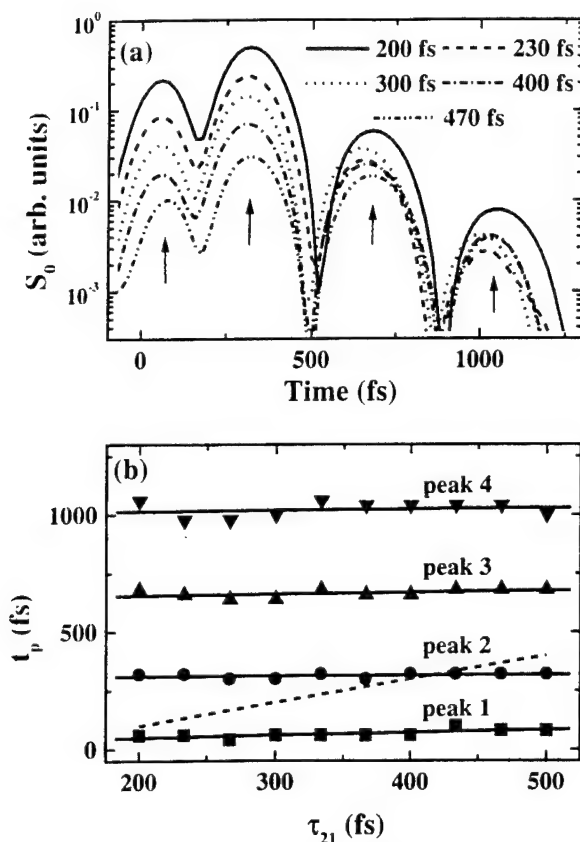 (a)
200 fs
230 fs
300 fs
400 fs
470 fs
10⁰
10⁻¹
10⁻²
10⁻³
S₀ (arb. units)
0
500
1000
Time (fs)
(b)
peak 4
peak 3
peak 2
peak 1
1000
500
0
tₚ (fs)
200
300
400
500
τ₂₁ (fs)